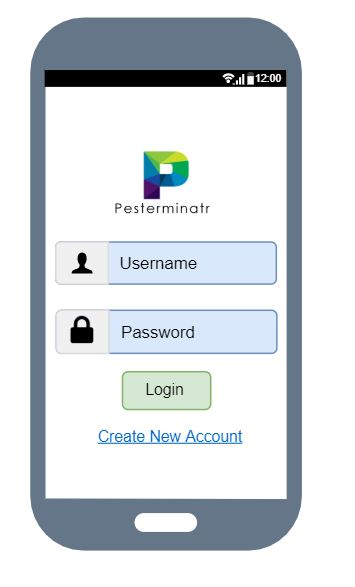 12:00
Pesterminatr
Username
Password
Login
Create New Account